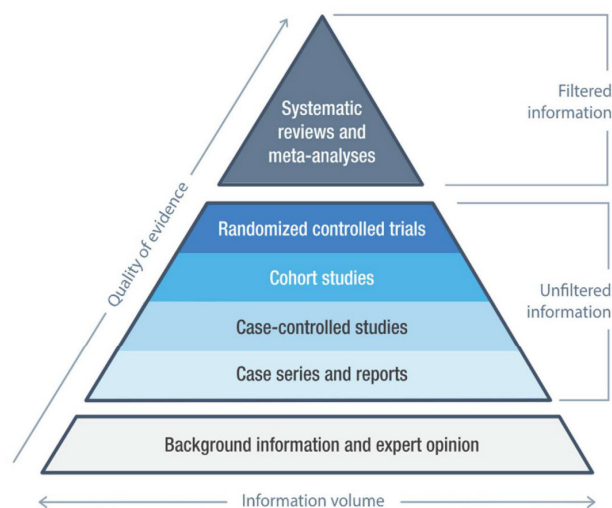 Systematic
reviews and
meta-analyses
Filtered
information
Randomized controlled trials
Cohort studies
Case-controlled studies
Case series and reports
Unfiltered
information
Quality of evidence
Background information and expert opinion
Information volume